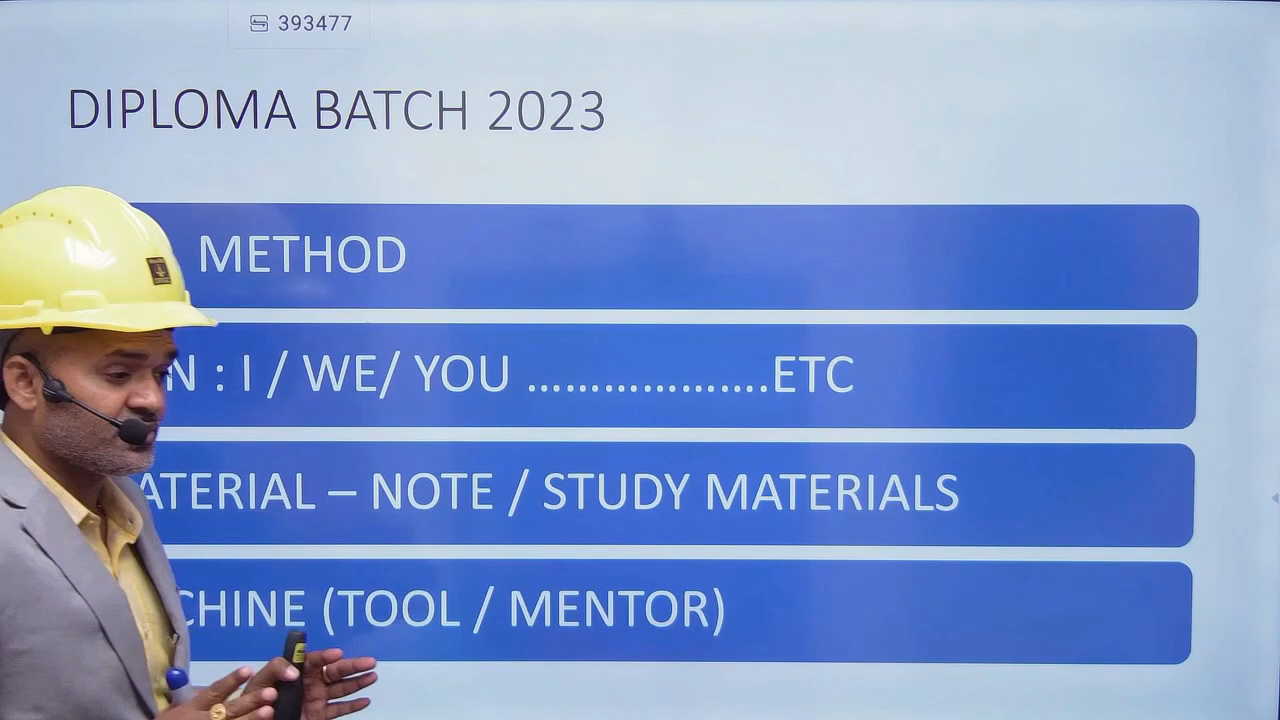 393477
DIPLOMA BATCH 2023
METHOD
N : I / WE/ YOU ...................ETC
ATERIAL – NOTE / STUDY MATERIALS
CHINE (TOOL / MENTOR)